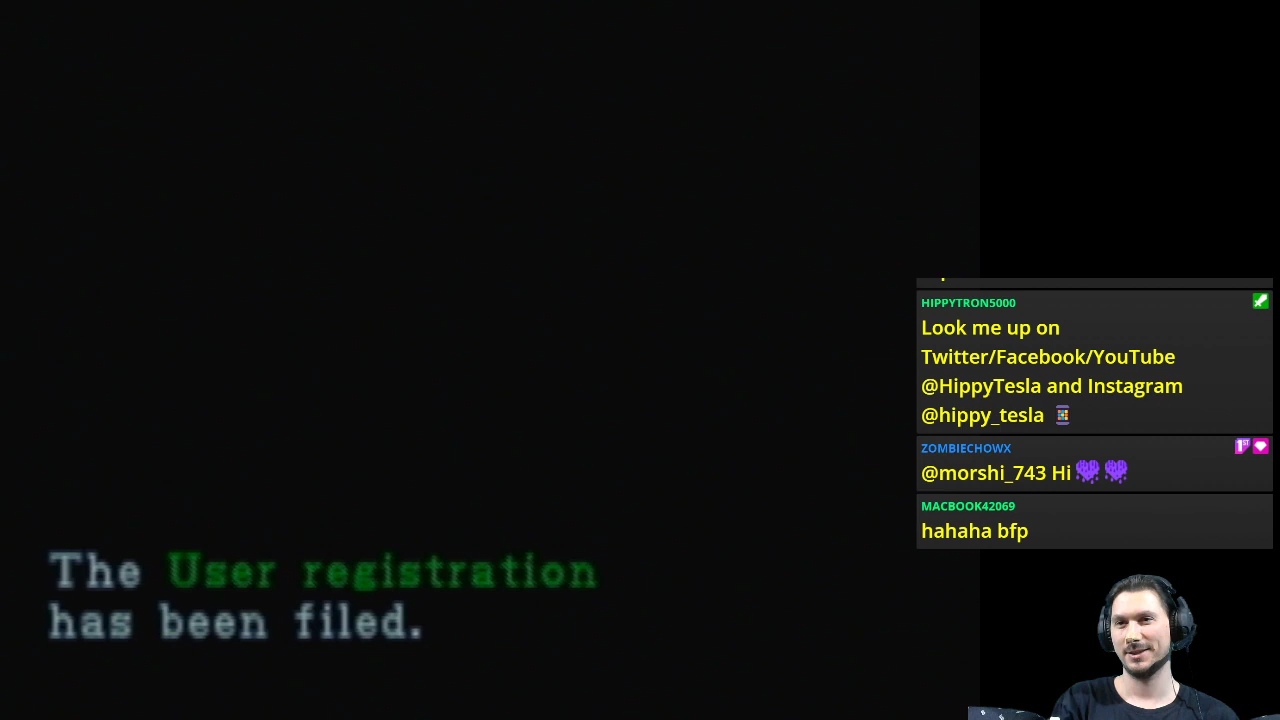 HIPPYTRON5000
Look me up on
Twitter/Facebook/YouTube
@HippyTesla and Instagram
@hippy_tesla
ZOMBIECHOWX
@morshi_743 Hi
MACBOOK42069
hahaha bfp
The User registration
has been filed.